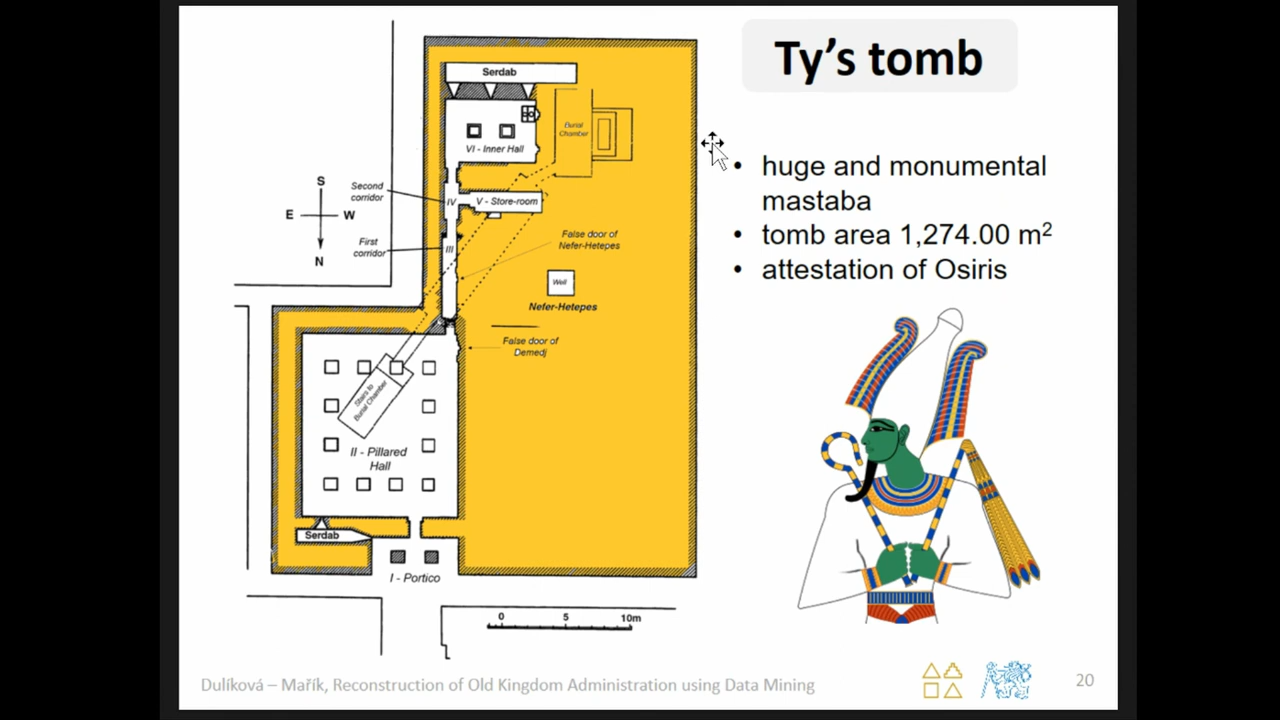 Ty's tomb
Serdab
Burial
Chamber
VI - Inner Hall
S
E
W
N
Second
corridor
IV
V - Store-room
First
corridor
III
False door of
Nefer-Hetepes
Well
Nefer-Hetepes
False door of
Demedj
Stairs to
Burial Chamber
II - Pillared
Hall
Serdab
I - Portico
0 5 10m
• huge and monumental
mastaba
• tomb area 1,274.00 m²
• attestation of Osiris
Dulíková – Mařík, Reconstruction of Old Kingdom Administration using Data Mining
20